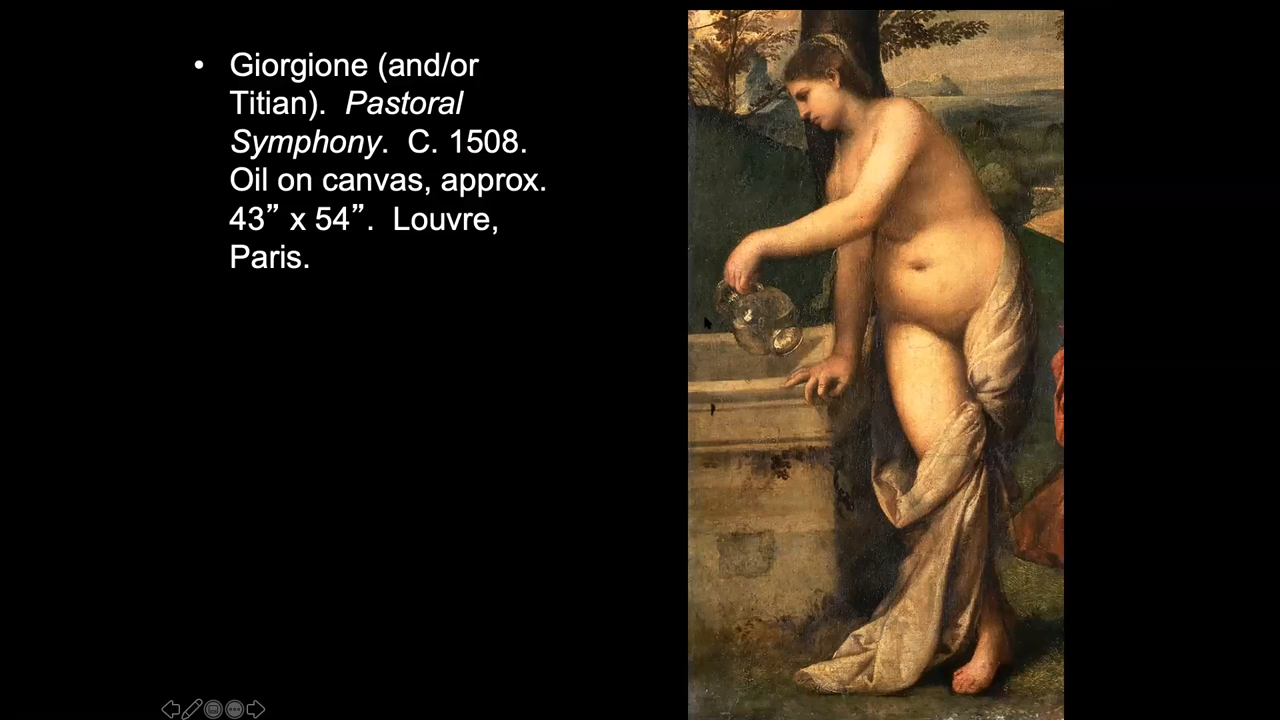 • Giorgione (and/or
Titian). Pastoral
Symphony. C. 1508.
Oil on canvas, approx.
43” x 54”. Louvre,
Paris.